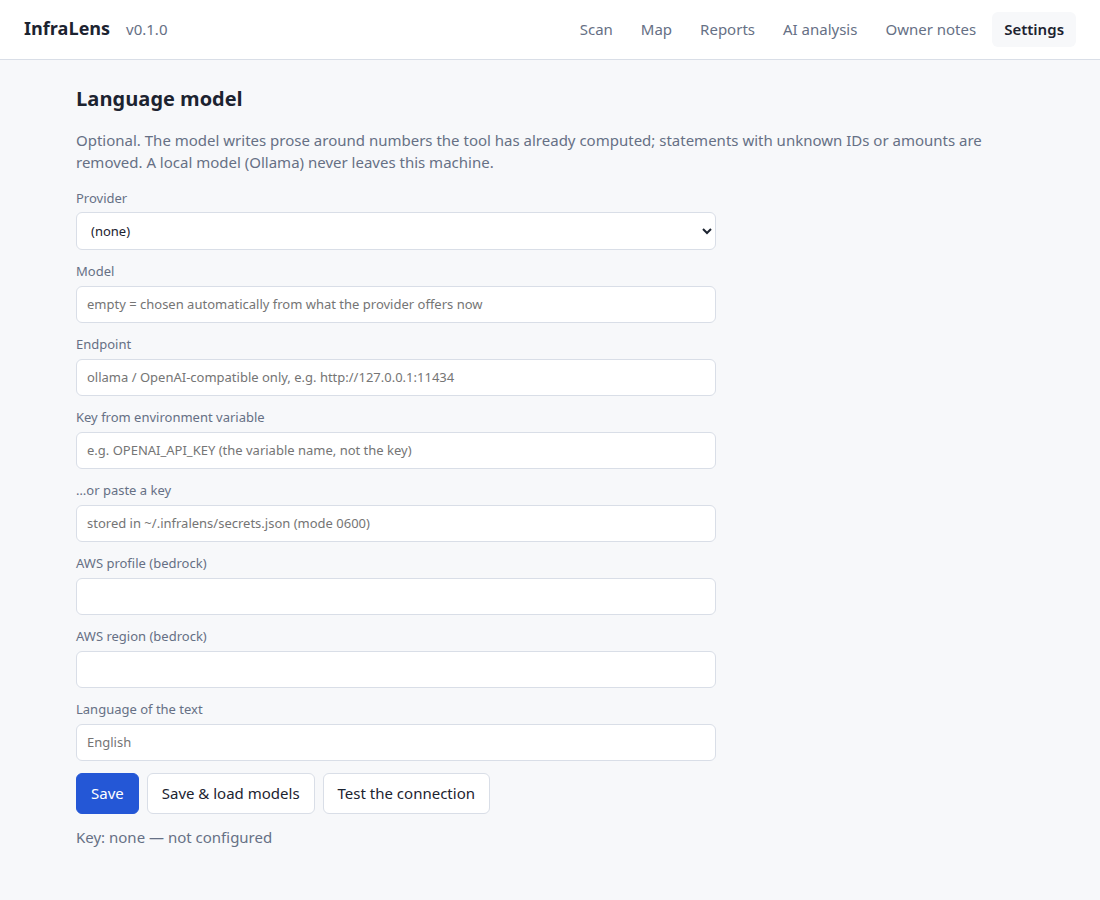 InfraLens v0.1.0 Scan Map Reports AI analysis Owner notes Settings
Language model
Optional. The model writes prose around numbers the tool has already computed; statements with unknown IDs or amounts are
removed. A local model (Ollama) never leaves this machine.
Provider
(none)
Model
empty = chosen automatically from what the provider offers now
Endpoint
ollama / OpenAI-compatible only, e.g. http://127.0.0.1:11434
Key from environment variable
e.g. OPENAI_API_KEY (the variable name, not the key)
...or paste a key
stored in ~/.infralens/secrets.json (mode 0600)
AWS profile (bedrock)
AWS region (bedrock)
Language of the text
English
Save Save & load models Test the connection
Key: none — not configured